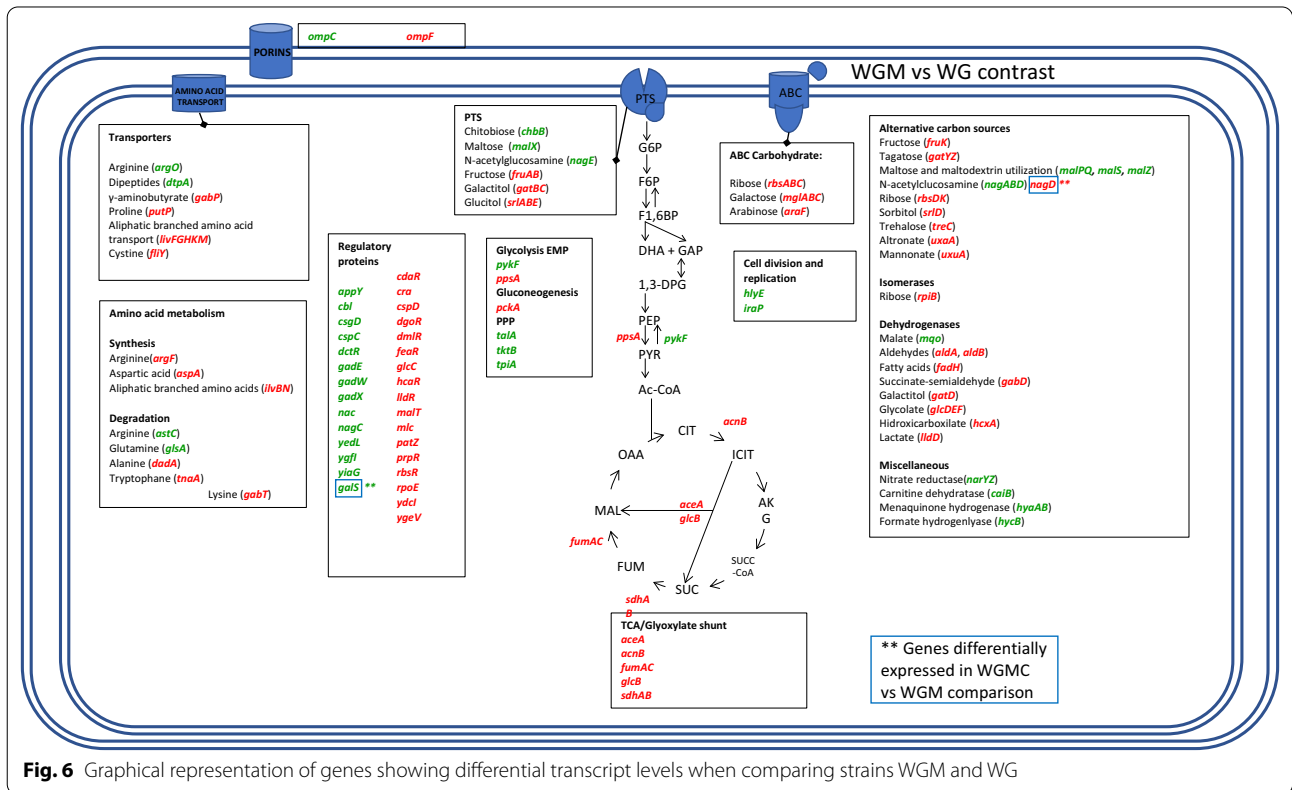 ompC ompF
PORINS
WGM vs WG contrast
AMINO ACID
TRANSPORT
PTS
ABC
Transporters
Arginine (argO)
Dipeptides (dtpA)
γ-aminobutyrate (gabP)
Proline (putP)
Aliphatic branched amino acid
transport (livFGHKM)
Cystine (fliY)
Amino acid metabolism
Synthesis
Arginine(argF)
Aspartic acid (aspA)
Aliphatic branched amino acids (ilvBN)
Degradation
Arginine (astC)
Glutamine (glsA)
Alanine (dadA)
Tryptophane (tnaA)
Lysine (gabT)
Regulatory
proteins
appY
cbl
csgD
cspC
dctR
gadE
gadW
gadX
nac
nagC
yedL
ygfI
yiaG
galS **
cdaR
cra
cspD
dgoR
dmlR
feaR
glcC
hcaR
lldR
malT
mlc
patZ
prpR
rbsR
rpoE
ydcI
ygeV
PTS
Chitobiose (chbB)
Maltose (malX)
N-acetylglucosamine (nagE)
Fructose (fruAB)
Galactitol (gatBC)
Glucitol (srlABE)
Glycolysis EMP
pykF
ppsA
Gluconeogenesis
pckA
PPP
talA
tktB
tpiA
G6P
F6P
F1,6BP
DHA + GAP
1,3-DPG
PEP
ppsA pykF
PYR
Ac-CoA
CIT
acnB
OAA
ICIT
MAL
aceA
glcB
AK
G
fumAC
FUM
SUCC
-CoA
SUC
sdhA
B
TCA/Glyoxylate shunt
aceA
acnB
fumAC
glcB
sdhAB
ABC Carbohydrate:
Ribose (rbsABC)
Galactose (mglABC)
Arabinose (araF)
Cell division and
replication
hlyE
iraP
Alternative carbon sources
Fructose (fruK)
Tagatose (gatYZ)
Maltose and maltodextrin utilization (malPQ, malS, malZ)
N-acetylglucosamine (nagABD) nagD **
Ribose (rbsDK)
Sorbitol (srlD)
Trehalose (treC)
Altronate (uxaA)
Mannonate (uxuA)
Isomerases
Ribose (rpiB)
Dehydrogenases
Malate (mqo)
Aldehydes (aldA, aldB)
Fatty acids (fadH)
Succinate-semialdehyde (gabD)
Galactitol (gatD)
Glycolate (glcDEF)
Hidroxicarboxilate (hcxA)
Lactate (lldD)
Miscellaneous
Nitrate reductase(narYZ)
Carnitine dehydratase (caiB)
Menaquinone hydrogenase (hyaAB)
Formate hydrogenlyase (hycB)
** Genes differentially
expressed in WGMC
vs WGM comparison
Fig. 6 Graphical representation of genes showing differential transcript levels when comparing strains WGM and WG